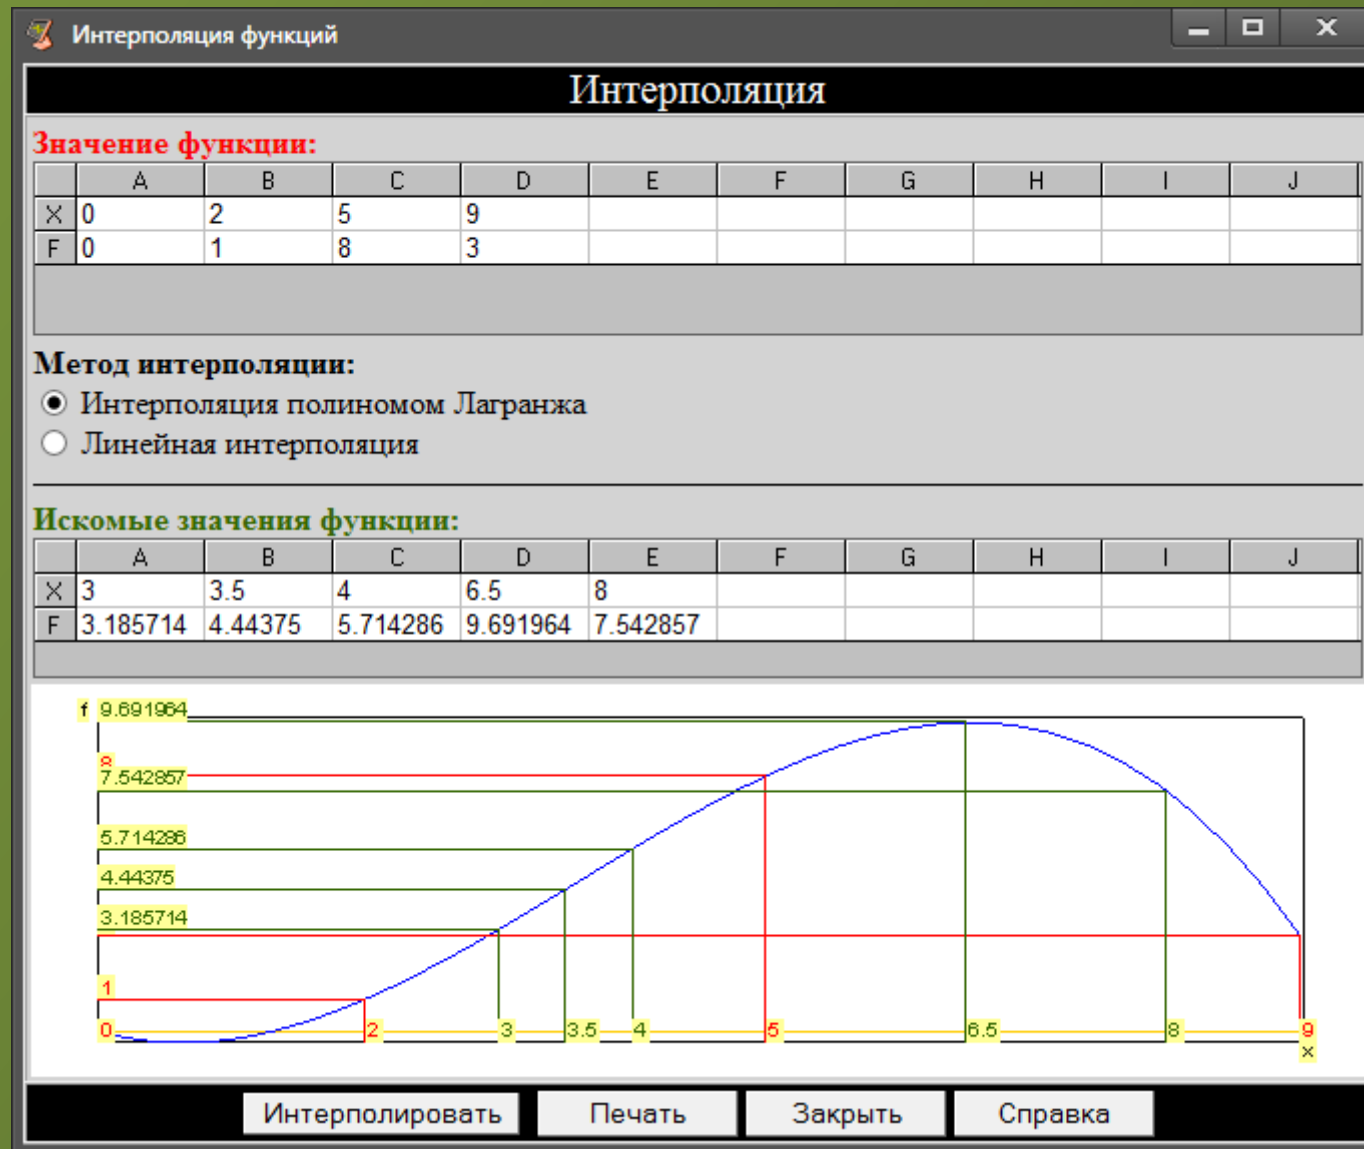 Интерполяция функций
Интерполяция
Значение функции:
A B C D E F G H I J
X 0 2 5 9
F 0 1 8 3
Метод интерполяции:
Интерполяция полиномом Лагранжа
Линейная интерполяция
Искомые значения функции:
A B C D E F G H I J
X 3 3.5 4 6.5 8
F 3.185714 4.44375 5.714286 9.691964 7.542857
f 9.691964
8
7.542857
5.714286
4.44375
3.185714
1
0 2 3 3.5 4 5 6.5 8 9
x
Интерполировать Печать Закрыть Справка